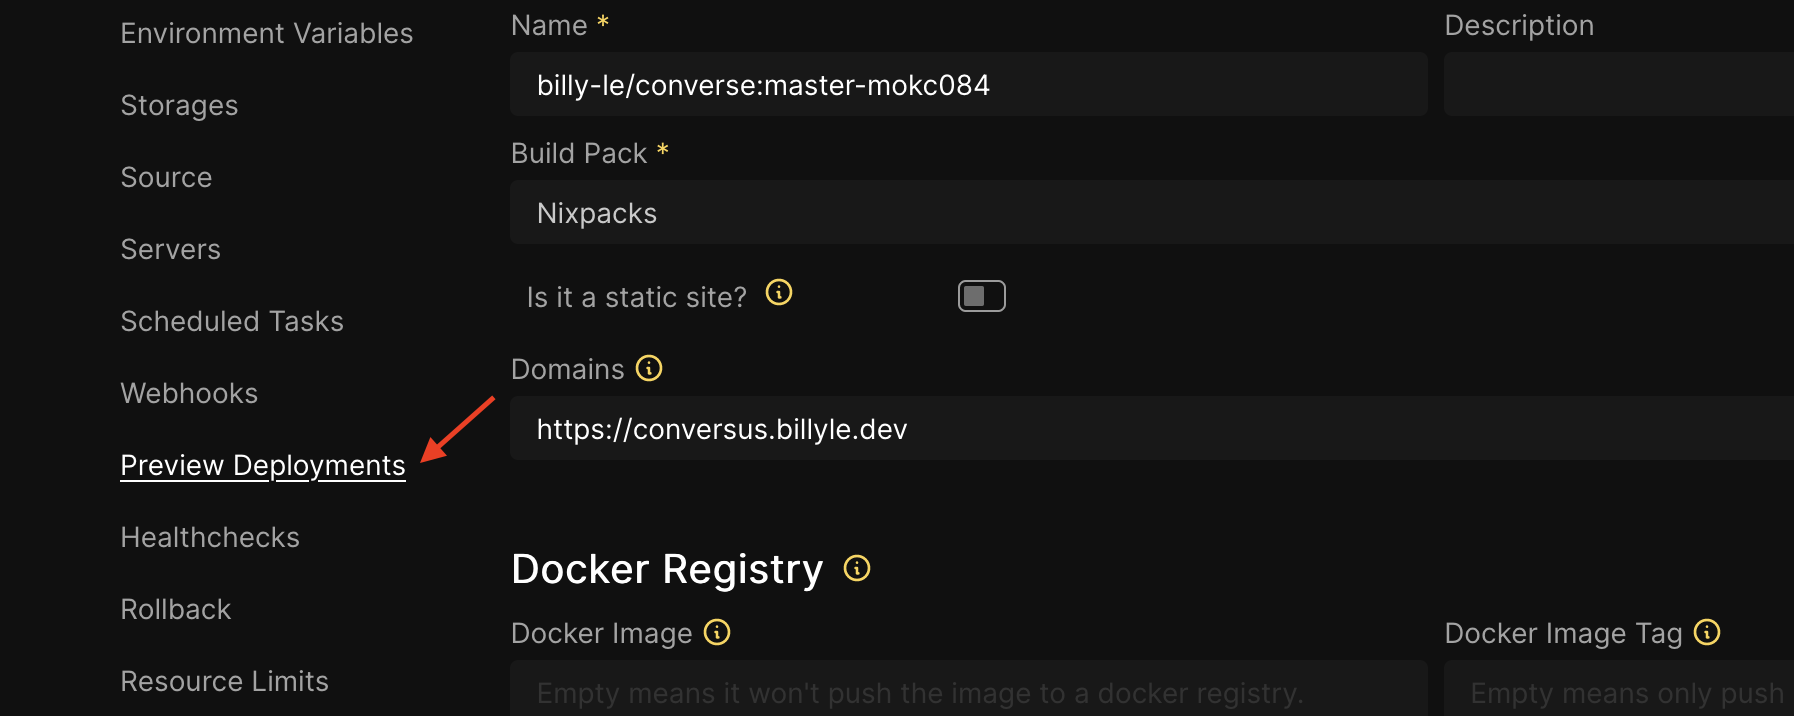 Environment Variables
Storages
Source
Servers
Scheduled Tasks
Webhooks
Preview Deployments
Healthchecks
Rollback
Resource Limits
Name *
billy-le/converse:master-mokc084
Description
Build Pack *
Nixpacks
Is it a static site?
Domains
https://conversus.billyle.dev
Docker Registry
Docker Image
Empty means it won't push the image to a docker registry.
Docker Image Tag
Empty means only push